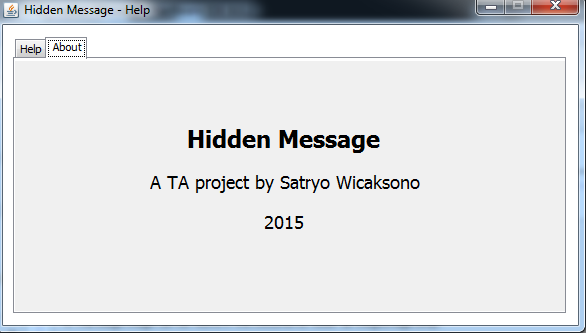 Hidden Message - Help
Help About
Hidden Message
A TA project by Satryo Wicaksono
2015